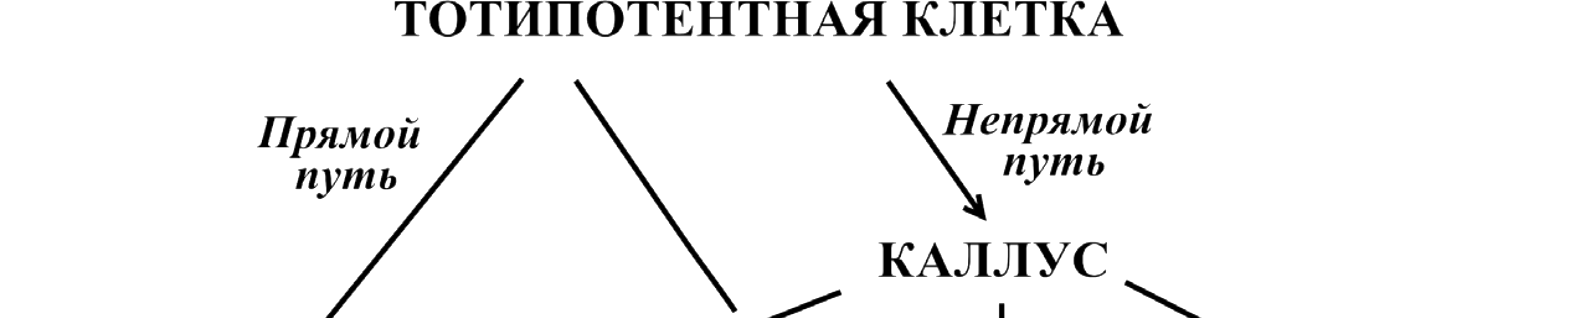 ТОТИПОТЕНТНАЯ КЛЕТКА
Прямой
путь
Непрямой
путь
КАЛЛУС